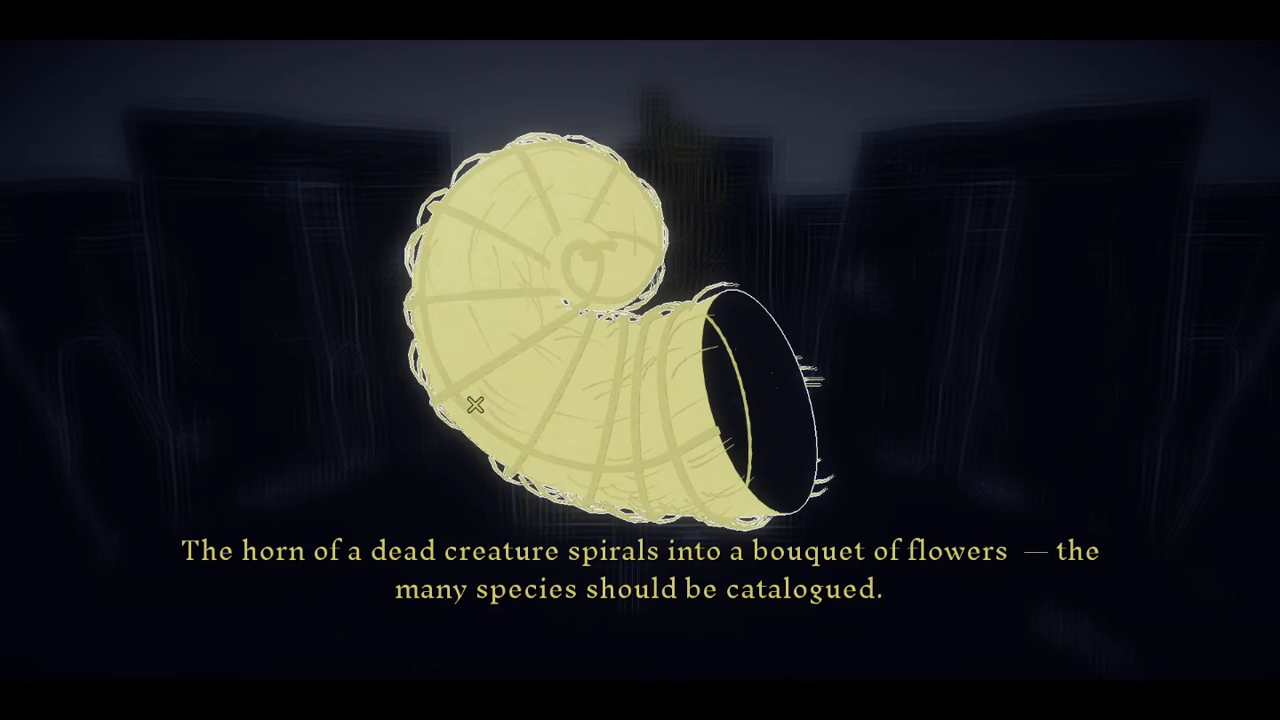 The horn of a dead creature spirals into a bouquet of flowers — the
many species should be catalogued.